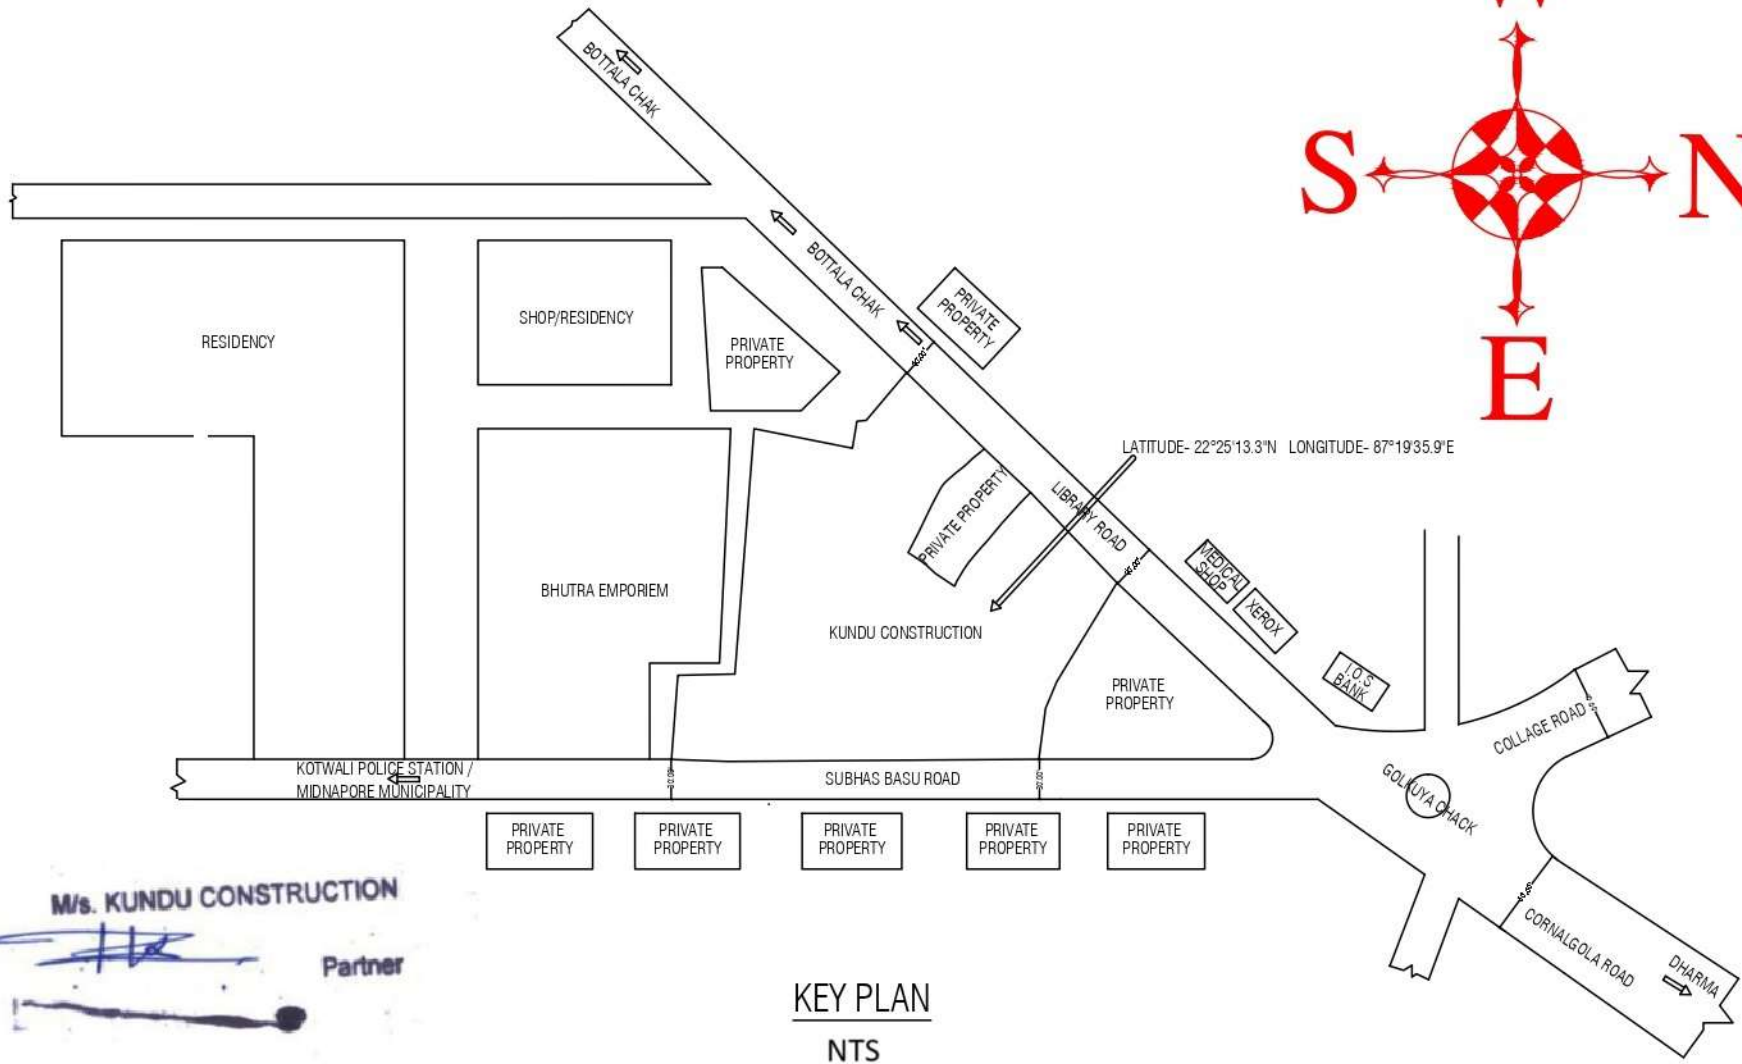 W
S
N
E
BOTTALA CHAK
BOTTALA CHAK
PRIVATE
PROPERTY
RESIDENCY
SHOP/RESIDENCY
PRIVATE
PROPERTY
LATITUDE- 22°25'13.3"N LONGITUDE- 87°19'35.9"E
PRIVATE PROPERTY
LIBRARY ROAD
MEDICAL
SHOP
XEROX
BHUTRA EMPORIEM
KUNDU CONSTRUCTION
I.O.S
BANK
PRIVATE
PROPERTY
COLLAGE ROAD
KOTWALI POLICE STATION /
MIDNAPORE MUNICIPALITY
SUBHAS BASU ROAD
GOLKUYA CHACK
PRIVATE
PROPERTY
PRIVATE
PROPERTY
PRIVATE
PROPERTY
PRIVATE
PROPERTY
PRIVATE
PROPERTY
CORNALGOLA ROAD
DHARMA
M/s. KUNDU CONSTRUCTION
Partner
KEY PLAN
NTS